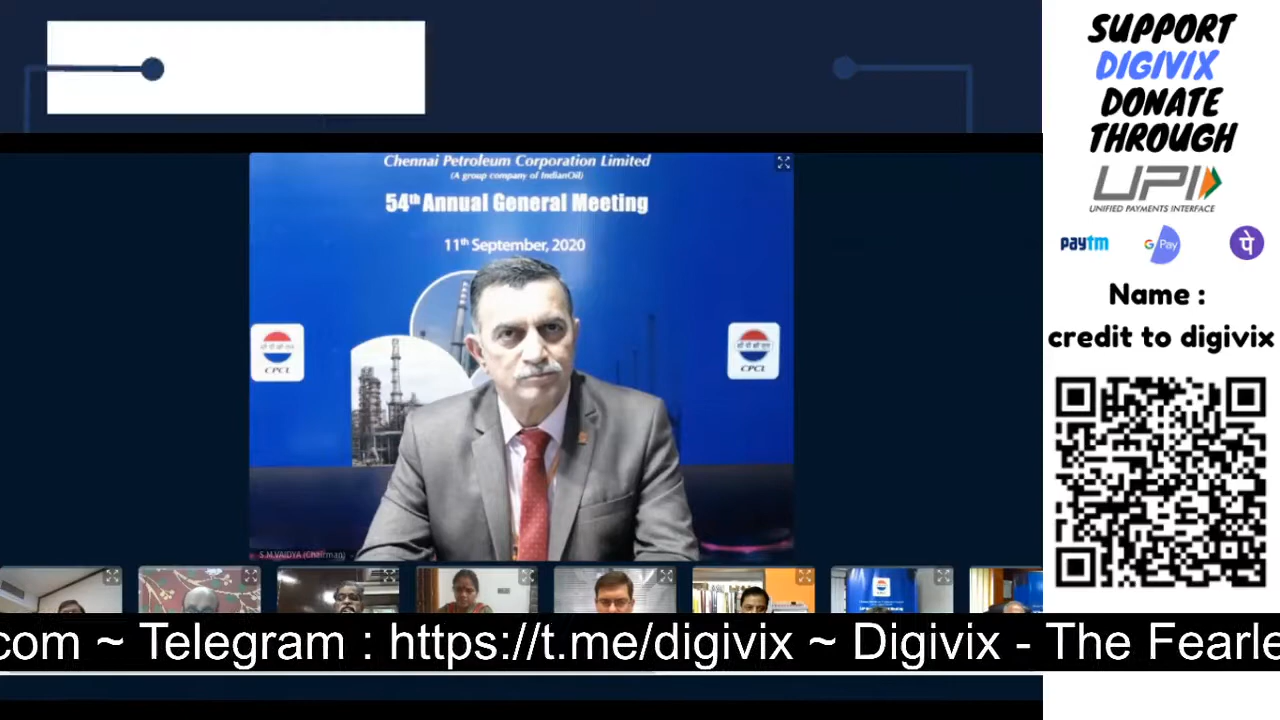 Chennai Petroleum Corporation Limited
(A group company of IndianOil)
54th Annual General Meeting
11th September, 2020
CPCL
CPCL
S.M.VAIDYA (Chairman)
SUPPORT
DIGIVIX
DONATE
THROUGH
UPI
UNIFIED PAYMENTS INTERFACE
paytm
G Pay
पे
Name :
credit to digivix
com ~ Telegram : https://t.me/digivix ~ Digivix - The Fearle